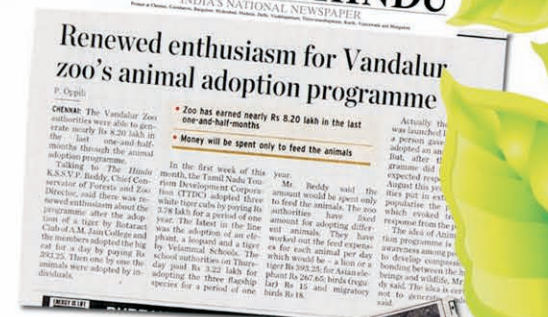 INDIA'S NATIONAL NEWSPAPER
Renewed enthusiasm for Vandalur
zoo's animal adoption programme
P. Oppili
CHENNAI: The Vandalur Zoo
authorities were able to gen-
erate nearly Rs 8.20 lakh in
the last one-and-half-
months through the animal
adoption programme.
Talking to The Hindu
K.S.S.V.P. Reddy, Chief Con-
servator of Forests and Zoo
Director, said there was re-
newed enthusiasm about the
programme after the adop-
tion of a tiger by Rotaract
Club of A.M. Jain College and
the members adopted the big
cat for a day by paying Rs
393.25. Then one by one the
animals were adopted by in-
dividuals.
• Zoo has earned nearly Rs 8.20 lakh in the last
one-and-half-months
• Money will be spent only to feed the animals
In the first week of this
month, the Tamil Nadu Tou-
rism Development Corpora-
tion (TTDC) adopted three
white tiger cubs by paying Rs
3.78 lakh for a period of one
year. The latest in the line
was the adoption of an ele-
phant, a leopard and a tiger
by Velammal Schools. The
school authorities on Thurs-
day paid Rs 3.22 lakh for
adopting the three flagship
species for a period of one
year.
Mr. Reddy said the
amount would be spent only
to feed the animals. The zoo
authorities have fixed
amount for adopting differ-
ent animals. They have
worked out the feed expens-
es for each animal per day
which would be – a lion or a
tiger Rs 393.25; for Asian ele-
phant Rs 267.65; birds (regu-
lar) Rs 15 and migratory
birds Rs 18.
Actually th
was launched
a person gave
adopted an an
But, after th
gramme did
expected resp
August this ye
ties put in ext
popularise the
which evoked
response from the p
The idea of Anim
tion programme is
awareness among p
to develop compass
bonding between the h
beings and wildlife, Mr
dy said. The idea is cer
not to generate
said.
ENERGY IS LIFE